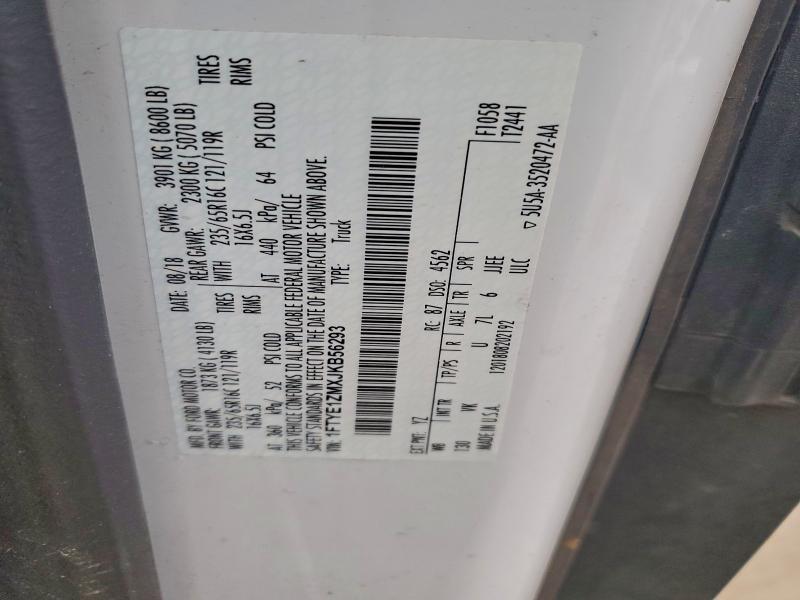 MFD. BY FORD MOTOR CO.
DATE: 08/18 GVWR: 3901 KG ( 8600 LB)
FRONT GAWR: 1873 KG ( 4130 LB) REAR GAWR: 2300 KG ( 5070 LB)
WITH 235/65R16C 121/119R TIRES WITH 235/65R16C 121/119R TIRES
16X6.5J RIMS 16X6.5J RIMS
AT 360 kPa/ 52 PSI COLD AT 440 kPa/ 64 PSI COLD
THIS VEHICLE CONFORMS TO ALL APPLICABLE FEDERAL MOTOR VEHICLE
SAFETY STANDARDS IN EFFECT ON THE DATE OF MANUFACTURE SHOWN ABOVE.
VIN: 1FTYE1ZMXJKB56293 TYPE: Truck
EXT PNT: YZ RC: 87 DSO: 4562 F1058
WB INT TR TP/PS R AXLE TR SPR T2441
130 VK U 7L 6 JJEE
MADE IN U.S.A. 1201808202192 ULC
▽ 5U5A-3520472-AA